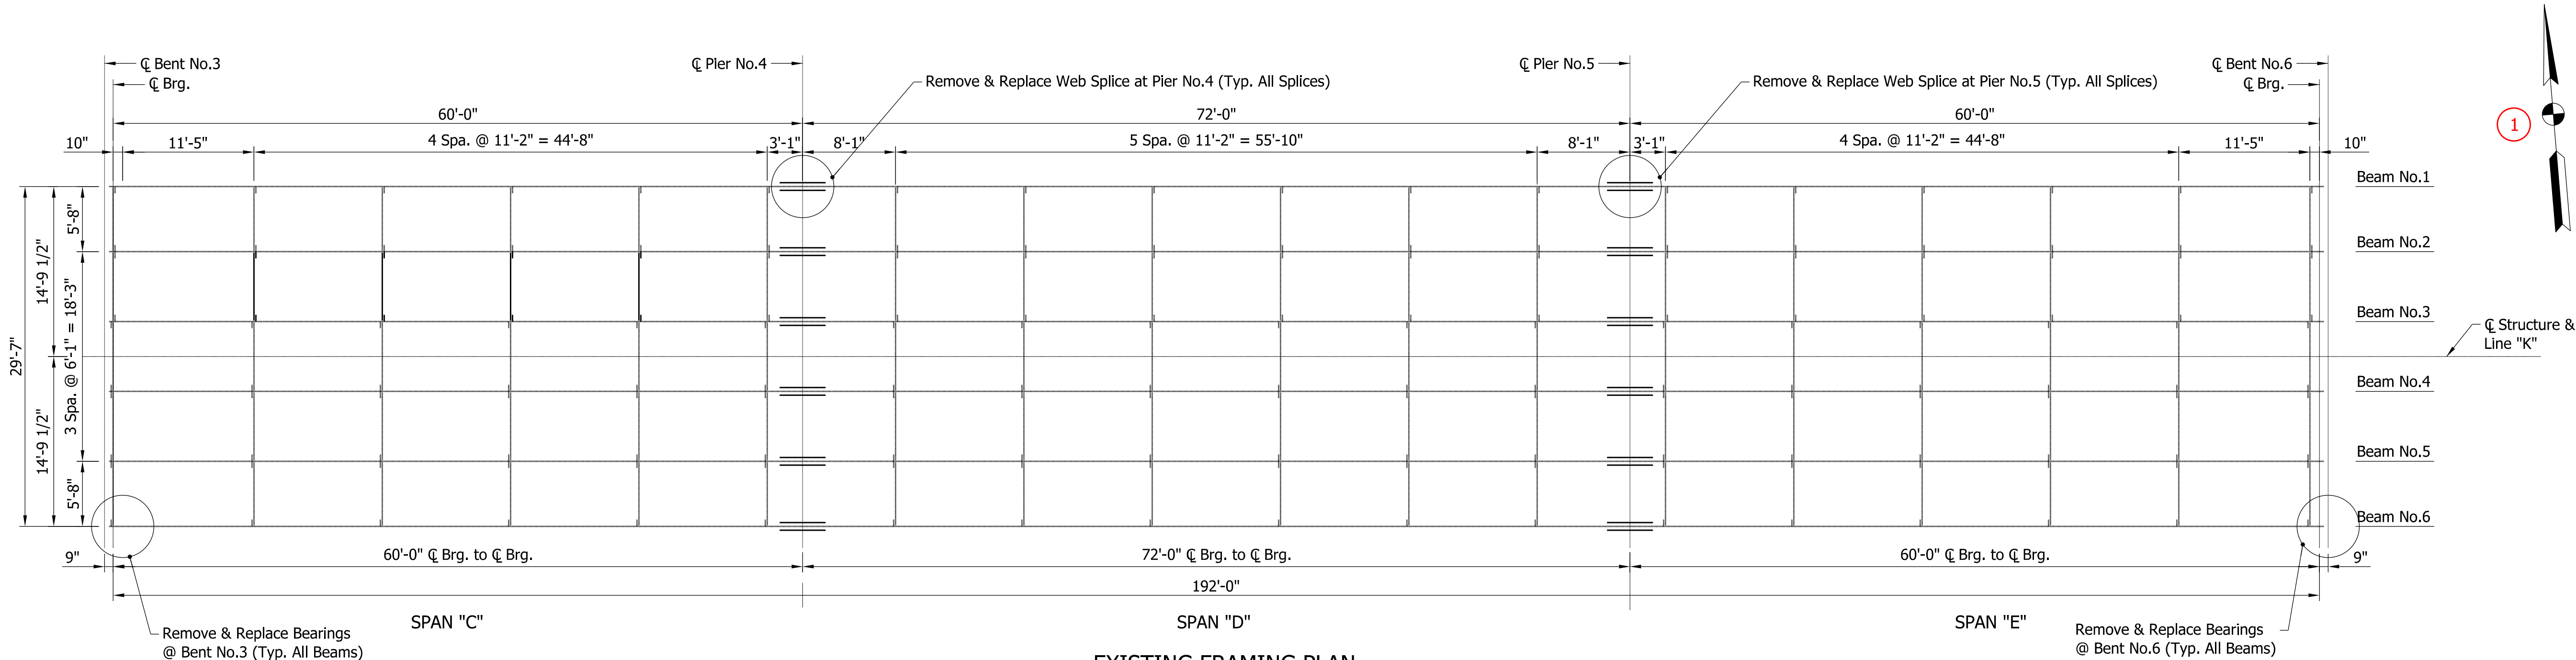 ℄ Bent No.3
℄ Brg.
℄ Pier No.4
Remove & Replace Web Splice at Pier No.4 (Typ. All Splices)
℄ Pier No.5
Remove & Replace Web Splice at Pier No.5 (Typ. All Splices)
℄ Bent No.6
℄ Brg.
1
60'-0"
72'-0"
60'-0"
10"
11'-5"
4 Spa. @ 11'-2" = 44'-8"
3'-1"
8'-1"
5 Spa. @ 11'-2" = 55'-10"
8'-1"
3'-1"
4 Spa. @ 11'-2" = 44'-8"
11'-5"
10"
29'-7"
14'-9 1/2"
14'-9 1/2"
5'-8"
3 Spa. @ 6'-1" = 18'-3"
5'-8"
Beam No.1
Beam No.2
Beam No.3
℄ Structure &
Line "K"
Beam No.4
Beam No.5
Beam No.6
9"
60'-0" ℄ Brg. to ℄ Brg.
72'-0" ℄ Brg. to ℄ Brg.
60'-0" ℄ Brg. to ℄ Brg.
9"
192'-0"
SPAN "C"
SPAN "D"
SPAN "E"
Remove & Replace Bearings
@ Bent No.3 (Typ. All Beams)
Remove & Replace Bearings
@ Bent No.6 (Typ. All Beams)
EXISTING FRAMING PLAN